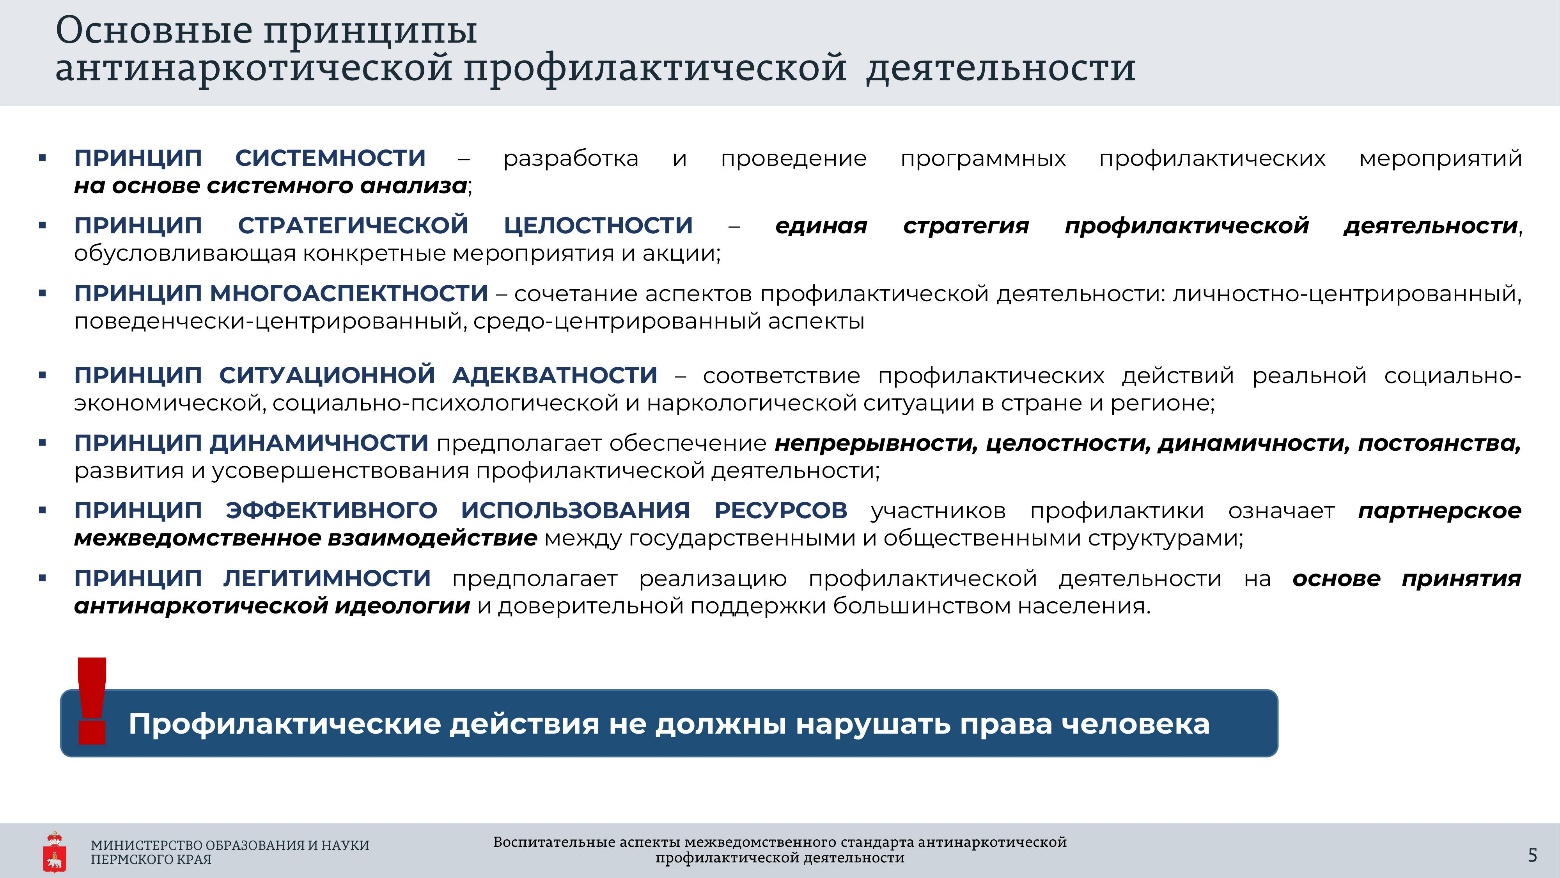 Основные принципы
антинаркотической профилактической деятельности
▪ ПРИНЦИП СИСТЕМНОСТИ – разработка и проведение программных профилактических мероприятий
на основе системного анализа;
▪ ПРИНЦИП СТРАТЕГИЧЕСКОЙ ЦЕЛОСТНОСТИ – единая стратегия профилактической деятельности,
обусловливающая конкретные мероприятия и акции;
▪ ПРИНЦИП МНОГОАСПЕКТНОСТИ – сочетание аспектов профилактической деятельности: личностно-центрированный,
поведенчески-центрированный, средо-центрированный аспекты
▪ ПРИНЦИП СИТУАЦИОННОЙ АДЕКВАТНОСТИ – соответствие профилактических действий реальной социально-
экономической, социально-психологической и наркологической ситуации в стране и регионе;
▪ ПРИНЦИП ДИНАМИЧНОСТИ предполагает обеспечение непрерывности, целостности, динамичности, постоянства,
развития и усовершенствования профилактической деятельности;
▪ ПРИНЦИП ЭФФЕКТИВНОГО ИСПОЛЬЗОВАНИЯ РЕСУРСОВ участников профилактики означает партнерское
межведомственное взаимодействие между государственными и общественными структурами;
▪ ПРИНЦИП ЛЕГИТИМНОСТИ предполагает реализацию профилактической деятельности на основе принятия
антинаркотической идеологии и доверительной поддержки большинством населения.
! Профилактические действия не должны нарушать права человека
МИНИСТЕРСТВО ОБРАЗОВАНИЯ И НАУКИ
ПЕРМСКОГО КРАЯ
Воспитательные аспекты межведомственного стандарта антинаркотической
профилактической деятельности
5